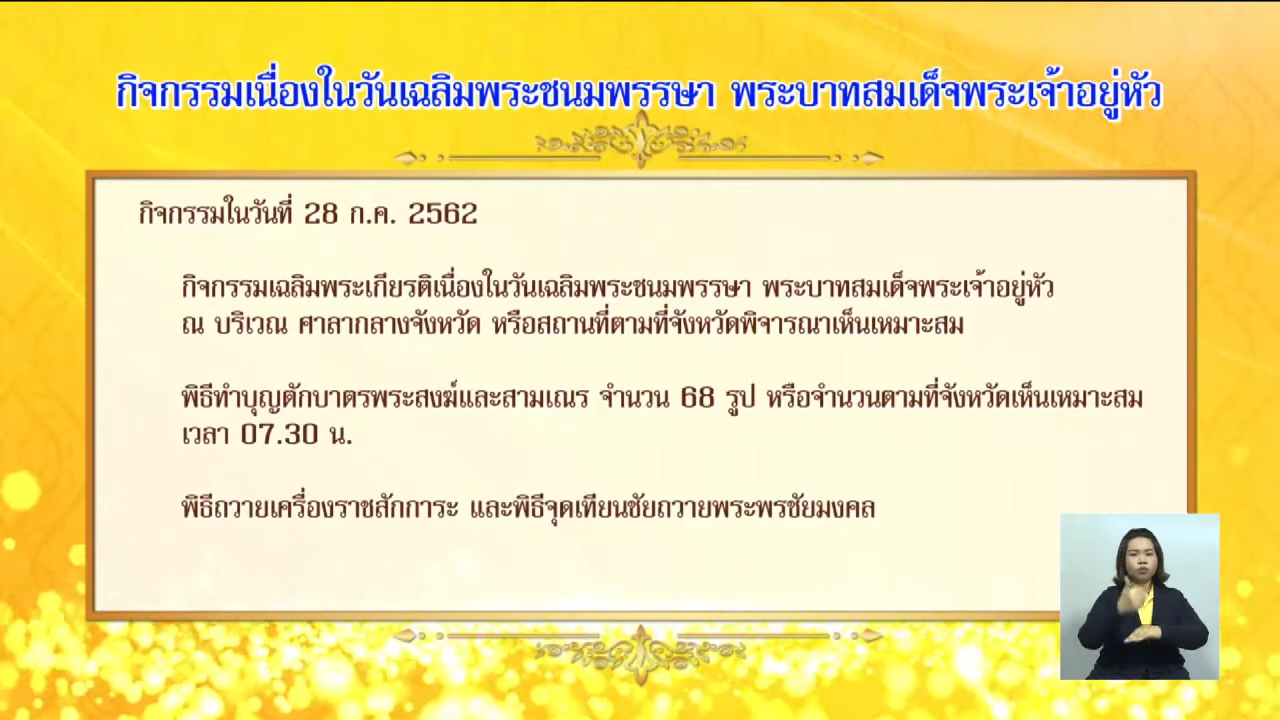 กิจกรรมเนื่องในวันเฉลิมพระชนมพรรษา พระบาทสมเด็จพระเจ้าอยู่หัว
กิจกรรมในวันที่ 28 ก.ค. 2562
กิจกรรมเฉลิมพระเกียรติเนื่องในวันเฉลิมพระชนมพรรษา พระบาทสมเด็จพระเจ้าอยู่หัว
ณ บริเวณ ศาลากลางจังหวัด หรือสถานที่ตามที่จังหวัดพิจารณาเห็นเหมาะสม
พิธีทำบุญตักบาตรพระสงฆ์และสามเณร จำนวน 68 รูป หรือจำนวนตามที่จังหวัดเห็นเหมาะสม
เวลา 07.30 น.
พิธีถวายเครื่องราชสักการะ และพิธีจุดเทียนชัยถวายพระพรชัยมงคล